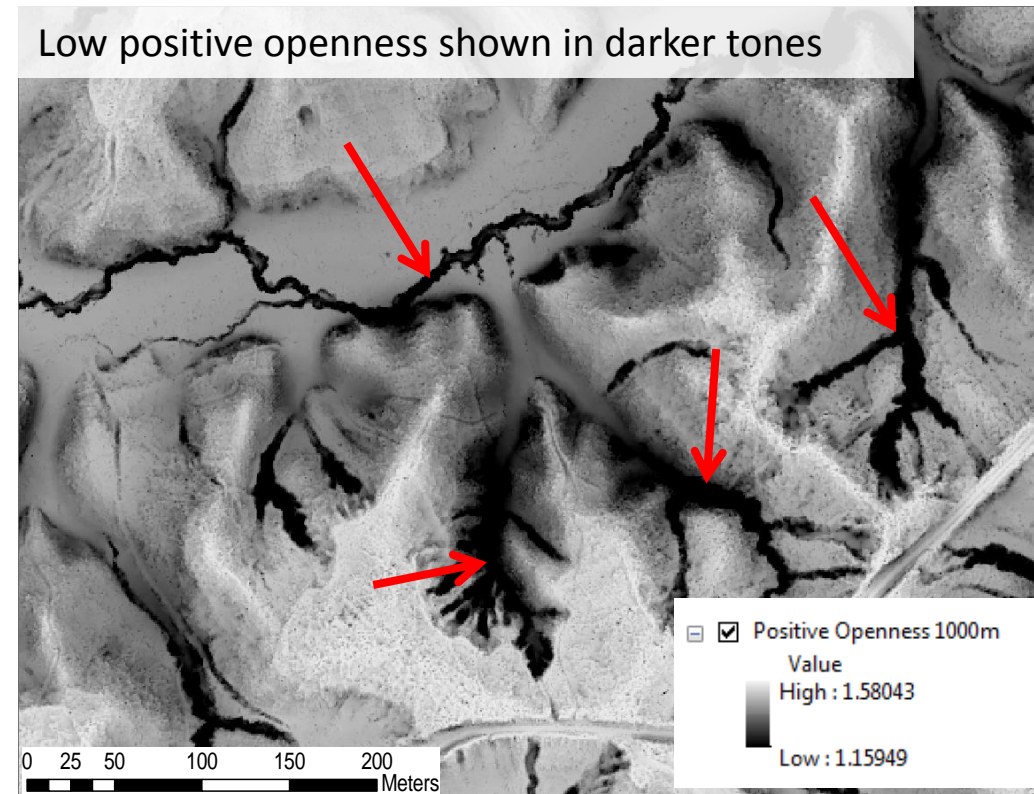 Low positive openness shown in darker tones
Positive Openness 1000m
Value
High : 1.58043
Low : 1.15949
0 25 50 100 150 200
Meters